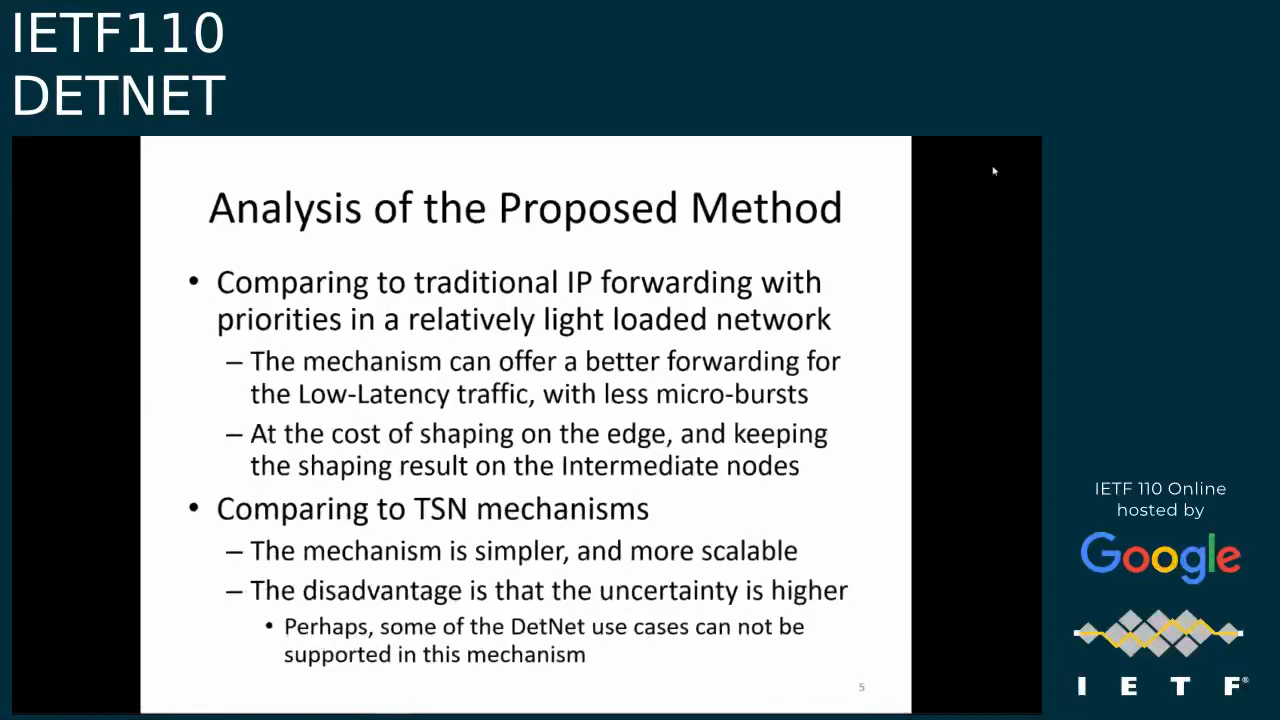 IETF110
DETNET
Analysis of the Proposed Method
• Comparing to traditional IP forwarding with
priorities in a relatively light loaded network
– The mechanism can offer a better forwarding for
the Low-Latency traffic, with less micro-bursts
– At the cost of shaping on the edge, and keeping
the shaping result on the Intermediate nodes
• Comparing to TSN mechanisms
– The mechanism is simpler, and more scalable
– The disadvantage is that the uncertainty is higher
• Perhaps, some of the DetNet use cases can not be
supported in this mechanism
5
IETF 110 Online
hosted by
Google
I E T F®